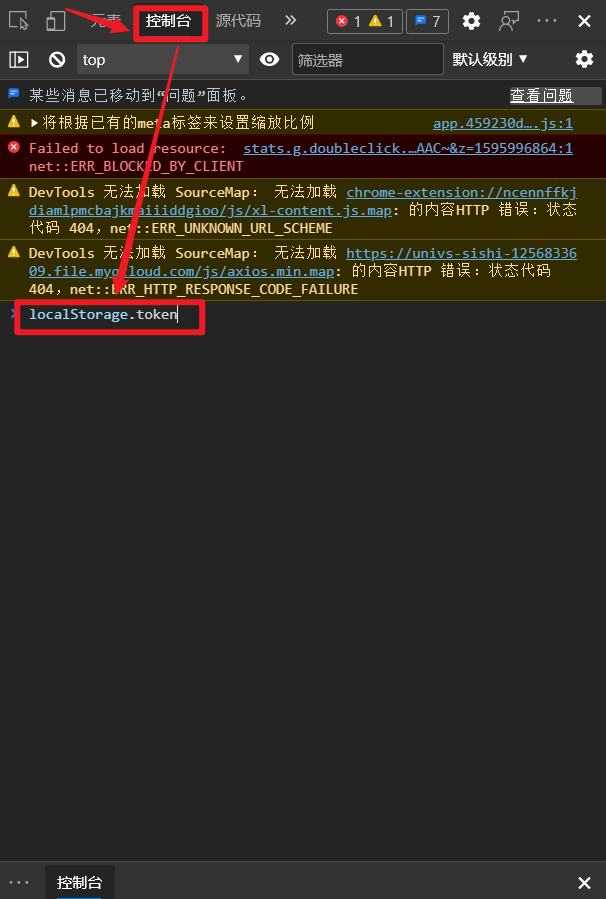 元素 控制台 源代码 » 1 1 7 ···
top ▼ 筛选器 默认级别 ▼
某些消息已移动到“问题”面板。 查看问题
▶将根据已有的meta标签来设置缩放比例 app.459230d….js:1
Failed to load resource: stats.g.doubleclick.…AAC~&z=1595996864:1
net::ERR_BLOCKED_BY_CLIENT
DevTools 无法加载 SourceMap: 无法加载 chrome-extension://ncennffkj
diamlpmcbajkmaiiiddgioo/js/xl-content.js.map: 的内容HTTP 错误: 状态
代码 404, net::ERR_UNKNOWN_URL_SCHEME
DevTools 无法加载 SourceMap: 无法加载 https://univs-sishi-12568336
09.file.myqcloud.com/js/axios.min.map: 的内容HTTP 错误: 状态代码
404, net::ERR_HTTP_RESPONSE_CODE_FAILURE
localStorage.token
··· 控制台